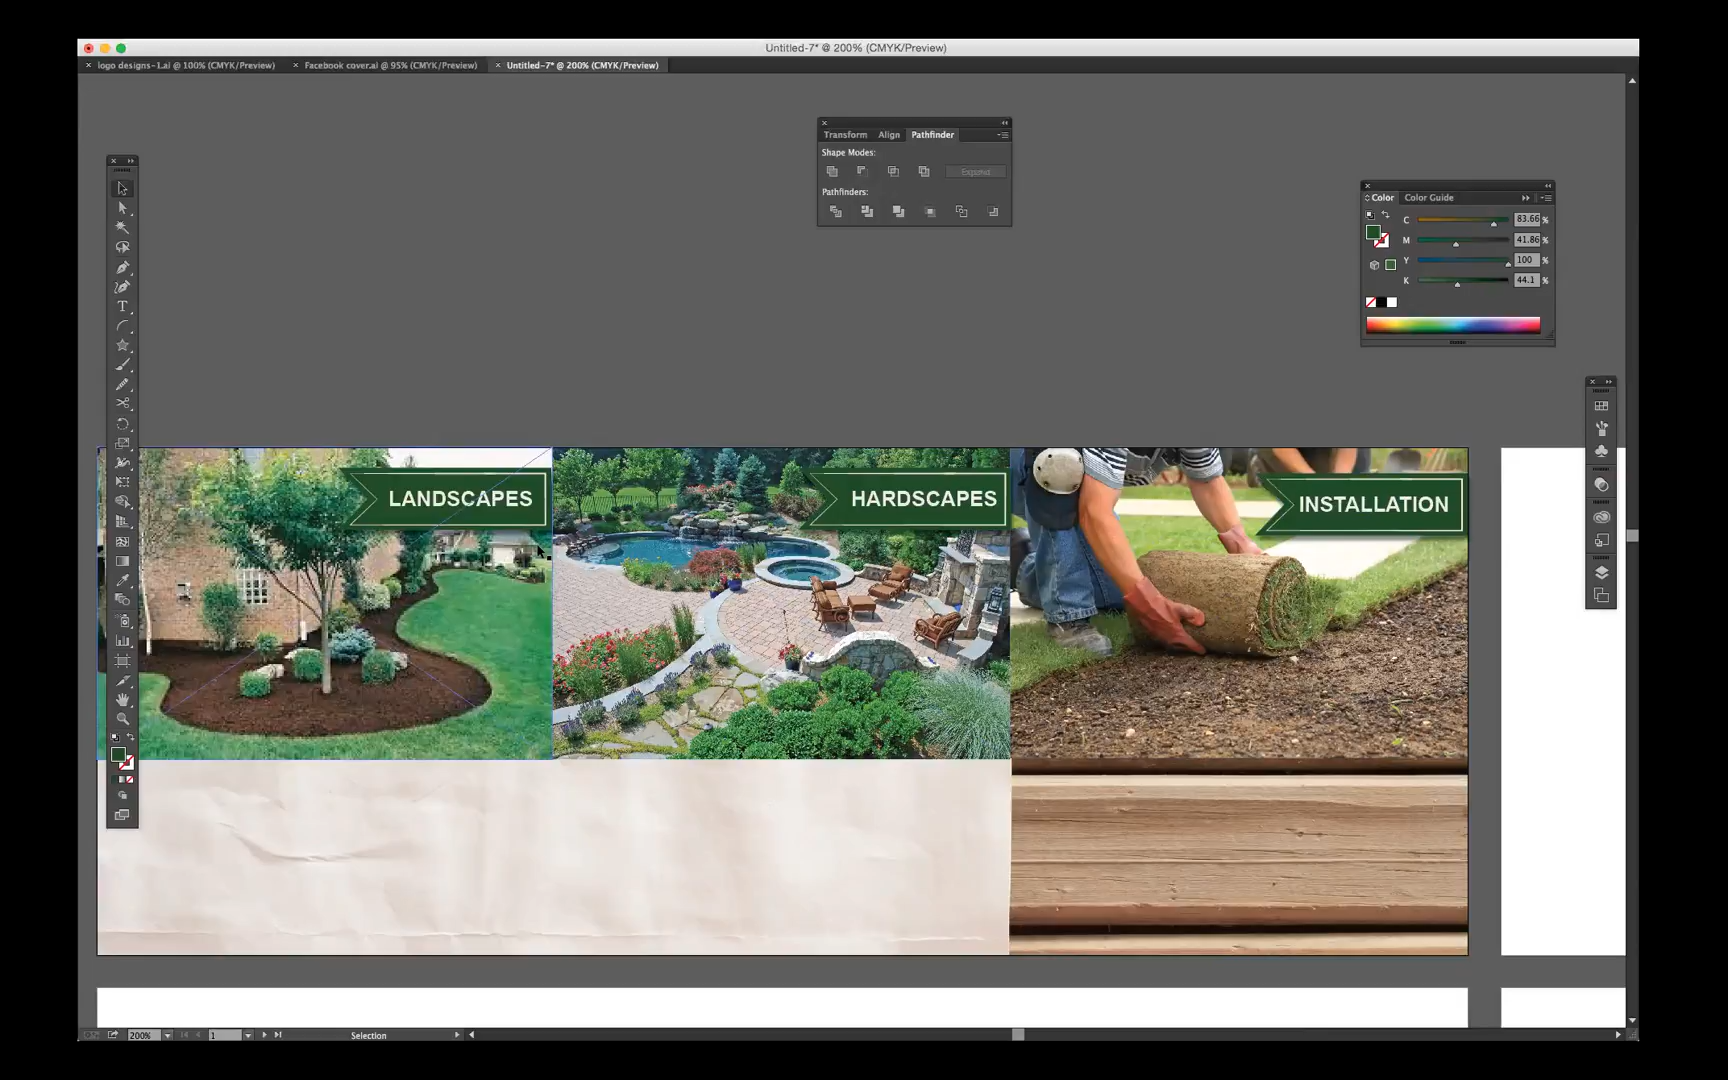 Untitled-7* @ 200% (CMYK/Preview)
logo designs-1.ai @ 100% (CMYK/Preview)
Facebook cover.ai @ 95% (CMYK/Preview)
Untitled-7* @ 200% (CMYK/Preview)
Transform Align Pathfinder
Shape Modes:
Expand
Pathfinders:
Color Color Guide
C 83.66 %
M 41.86 %
Y 100 %
K 44.1 %
T
LANDSCAPES
HARDSCAPES
INSTALLATION
200% 1 Selection